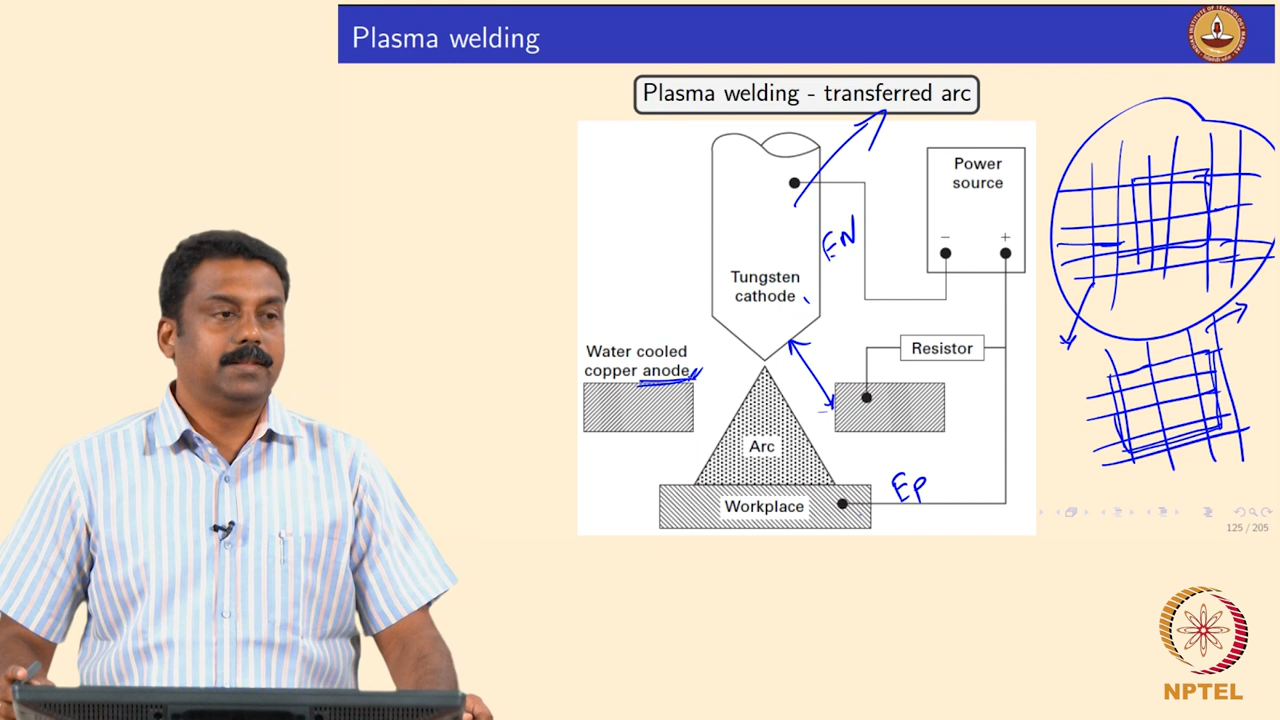 Plasma welding
Plasma welding - transferred arc
Power
source
EN
−
+
Tungsten
cathode
Resistor
Water cooled
copper anode
Arc
EP
Workplace
125 / 205
NPTEL